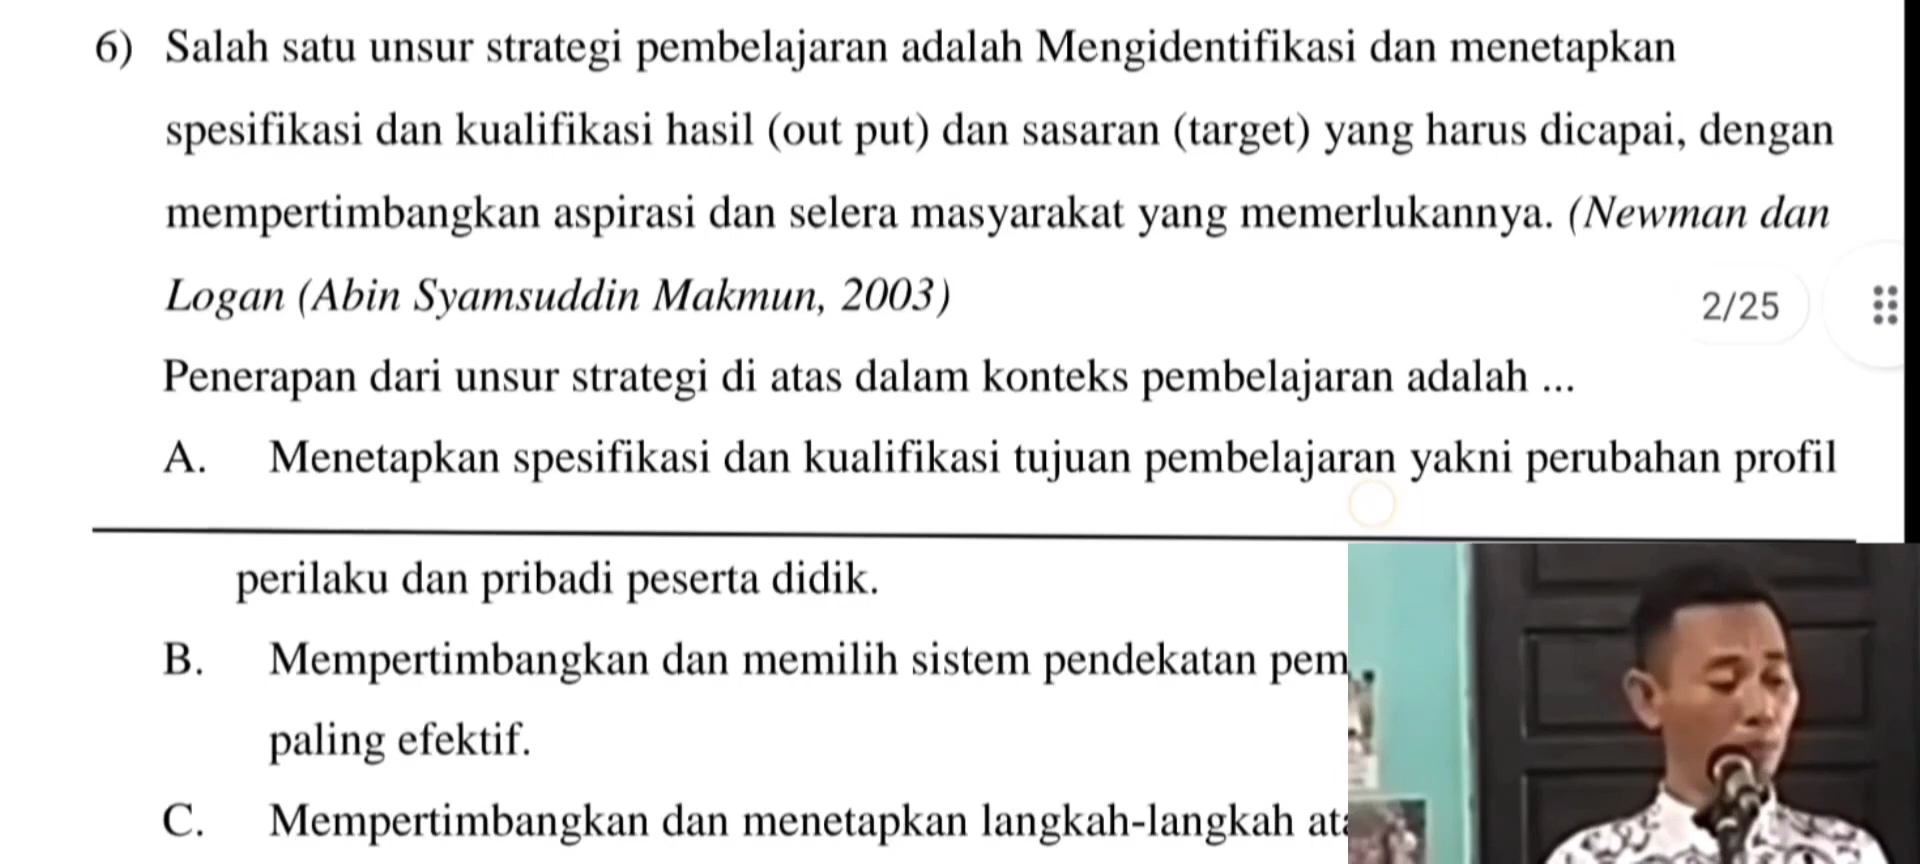 6) Salah satu unsur strategi pembelajaran adalah Mengidentifikasi dan menetapkan
spesifikasi dan kualifikasi hasil (out put) dan sasaran (target) yang harus dicapai, dengan
mempertimbangkan aspirasi dan selera masyarakat yang memerlukannya. (Newman dan
Logan (Abin Syamsuddin Makmun, 2003)
2/25
Penerapan dari unsur strategi di atas dalam konteks pembelajaran adalah ...
A. Menetapkan spesifikasi dan kualifikasi tujuan pembelajaran yakni perubahan profil
perilaku dan pribadi peserta didik.
B. Mempertimbangkan dan memilih sistem pendekatan
paling efektif.
C. Mempertimbangkan dan menetapkan langkah-langkah